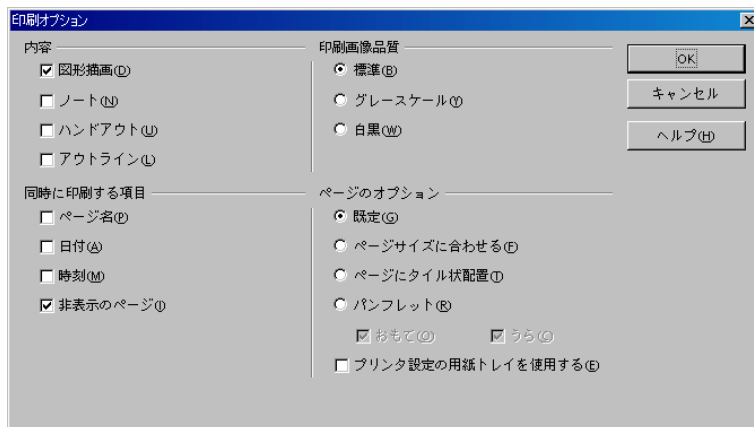 印刷オプション
内容
図形描画(D)
ノート(N)
ハンドアウト(U)
アウトライン(L)
印刷画像品質
標準(B)
グレースケール(Y)
白黒(W)
OK
キャンセル
ヘルプ(H)
同時に印刷する項目
ページ名(P)
日付(A)
時刻(M)
非表示のページ(I)
ページのオプション
既定(G)
ページサイズに合わせる(F)
ページにタイル状配置(T)
パンフレット(R)
おもて(O) うら(C)
プリンタ設定の用紙トレイを使用する(E)